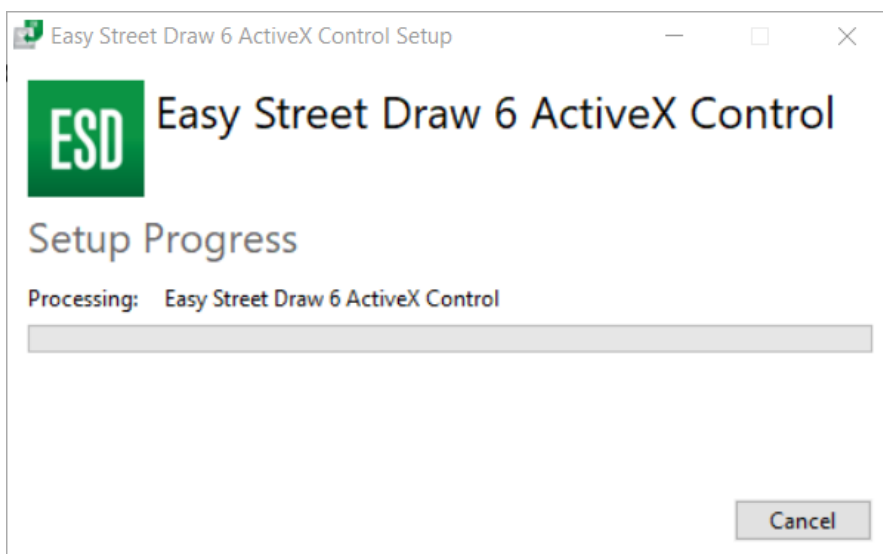 Easy Street Draw 6 ActiveX Control Setup
ESD
Easy Street Draw 6 ActiveX Control
Setup Progress
Processing: Easy Street Draw 6 ActiveX Control
Cancel